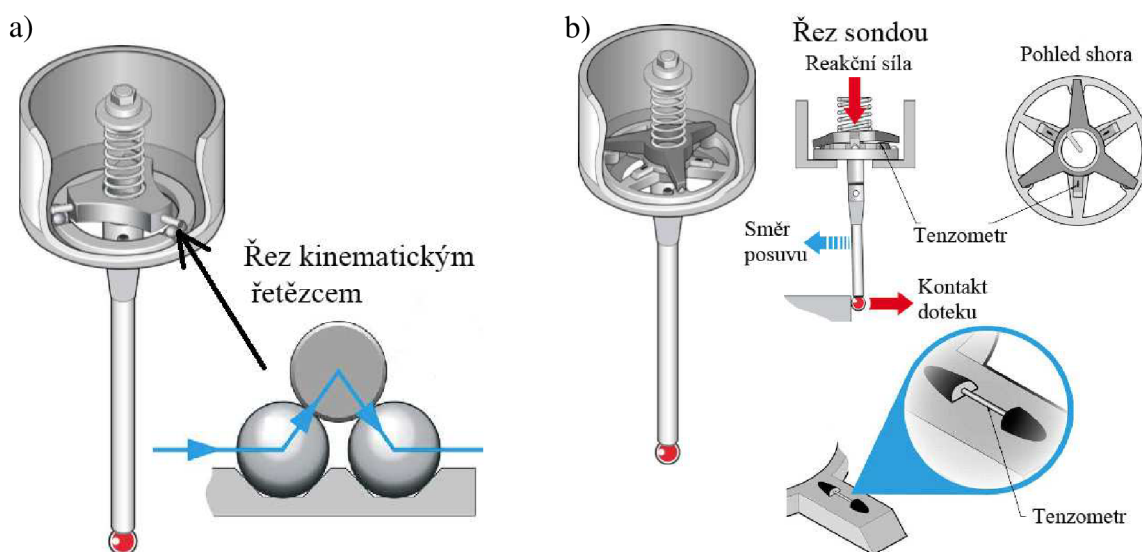 a)
Řez kinematickým
řetězcem
b)
Řez sondou
Reakční síla
Pohled shora
Tenzometr
Směr
posuvu
Kontakt
doteku
Tenzometr